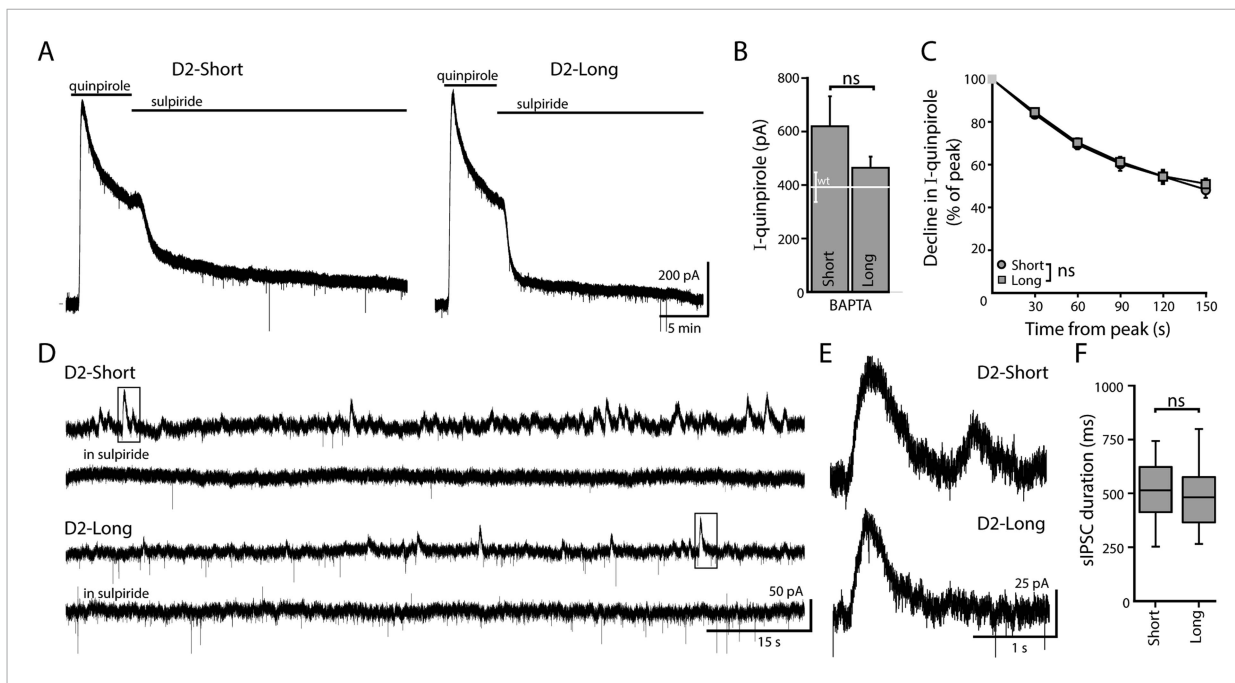 A
D2-Short
quinpirole
sulpiride
D2-Long
quinpirole
sulpiride
200 pA
5 min
B
I-quinpirole (pA)
800
600
400
200
0
ns
wt
Short
Long
BAPTA
C
Decline in I-quinpirole
(% of peak)
100
80
60
40
20
0
Short
Long
ns
30 60 90 120 150
Time from peak (s)
D
D2-Short
in sulpiride
D2-Long
in sulpiride
50 pA
15 s
E
D2-Short
D2-Long
25 pA
1 s
F
sIPSC duration (ms)
1000
750
500
250
0
ns
Short
Long